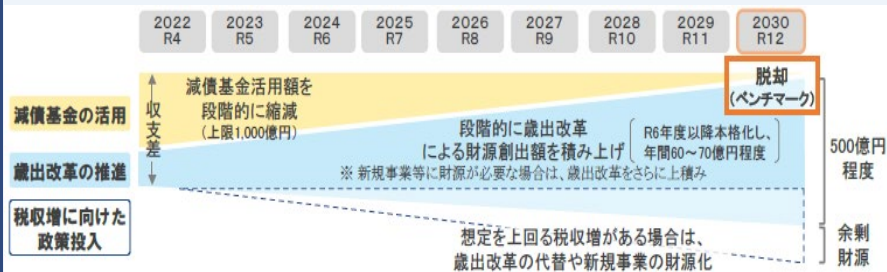 2022 2023 2024 2025 2026 2027 2028 2029 2030
R4 R5 R6 R7 R8 R9 R10 R11 R12
脱却
(ベンチマーク)
減債基金の活用
収支差
減債基金活用額を
段階的に縮減
(上限1,000億円)
歳出改革の推進
段階的に歳出改革
による財源創出額を積み上げ
R6年度以降本格化し、
年間60～70億円程度
※ 新規事業等に財源が必要な場合は、歳出改革をさらに上積み
500億円
程度
税収増に向けた
政策投入
想定を上回る税収増がある場合は、
歳出改革の代替や新規事業の財源化
余剰
財源